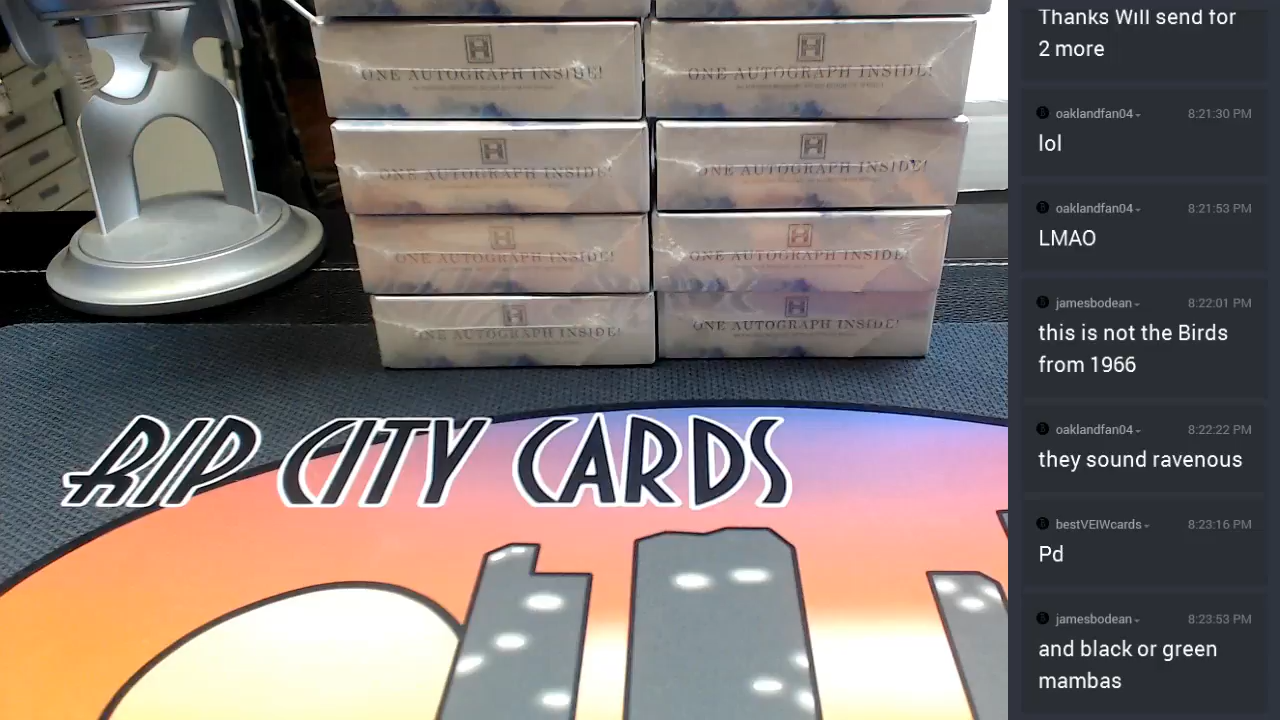 ONE AUTOGRAPH INSIDE!
ONE AUTOGRAPH INSIDE!
ONE AUTOGRAPH INSIDE!
ONE AUTOGRAPH INSIDE!
ONE AUTOGRAPH INSIDE!
ONE AUTOGRAPH INSIDE!
ONE AUTOGRAPH INSIDE!
ONE AUTOGRAPH INSIDE!
RIP CITY CARDS
Thanks Will send for
2 more
oaklandfan04 8:21:30 PM
lol
oaklandfan04 8:21:53 PM
LMAO
jamesbodean 8:22:01 PM
this is not the Birds
from 1966
oaklandfan04 8:22:22 PM
they sound ravenous
bestVEIWcards 8:23:16 PM
Pd
jamesbodean 8:23:53 PM
and black or green
mambas